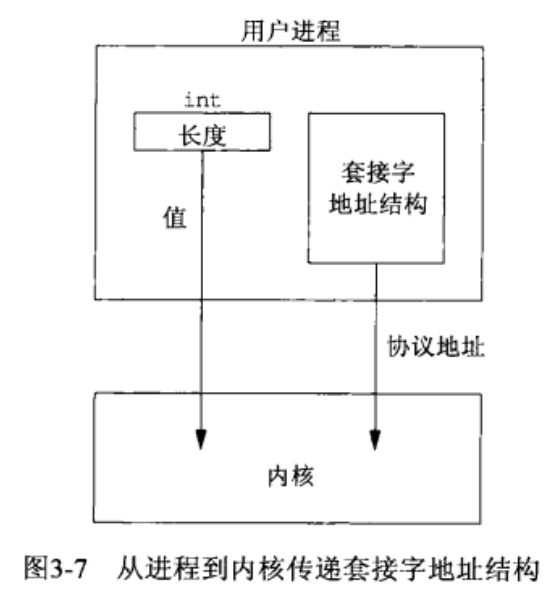 用户进程
int
长度
套接字
地址结构
值
协议地址
内核
图3-7 从进程到内核传递套接字地址结构